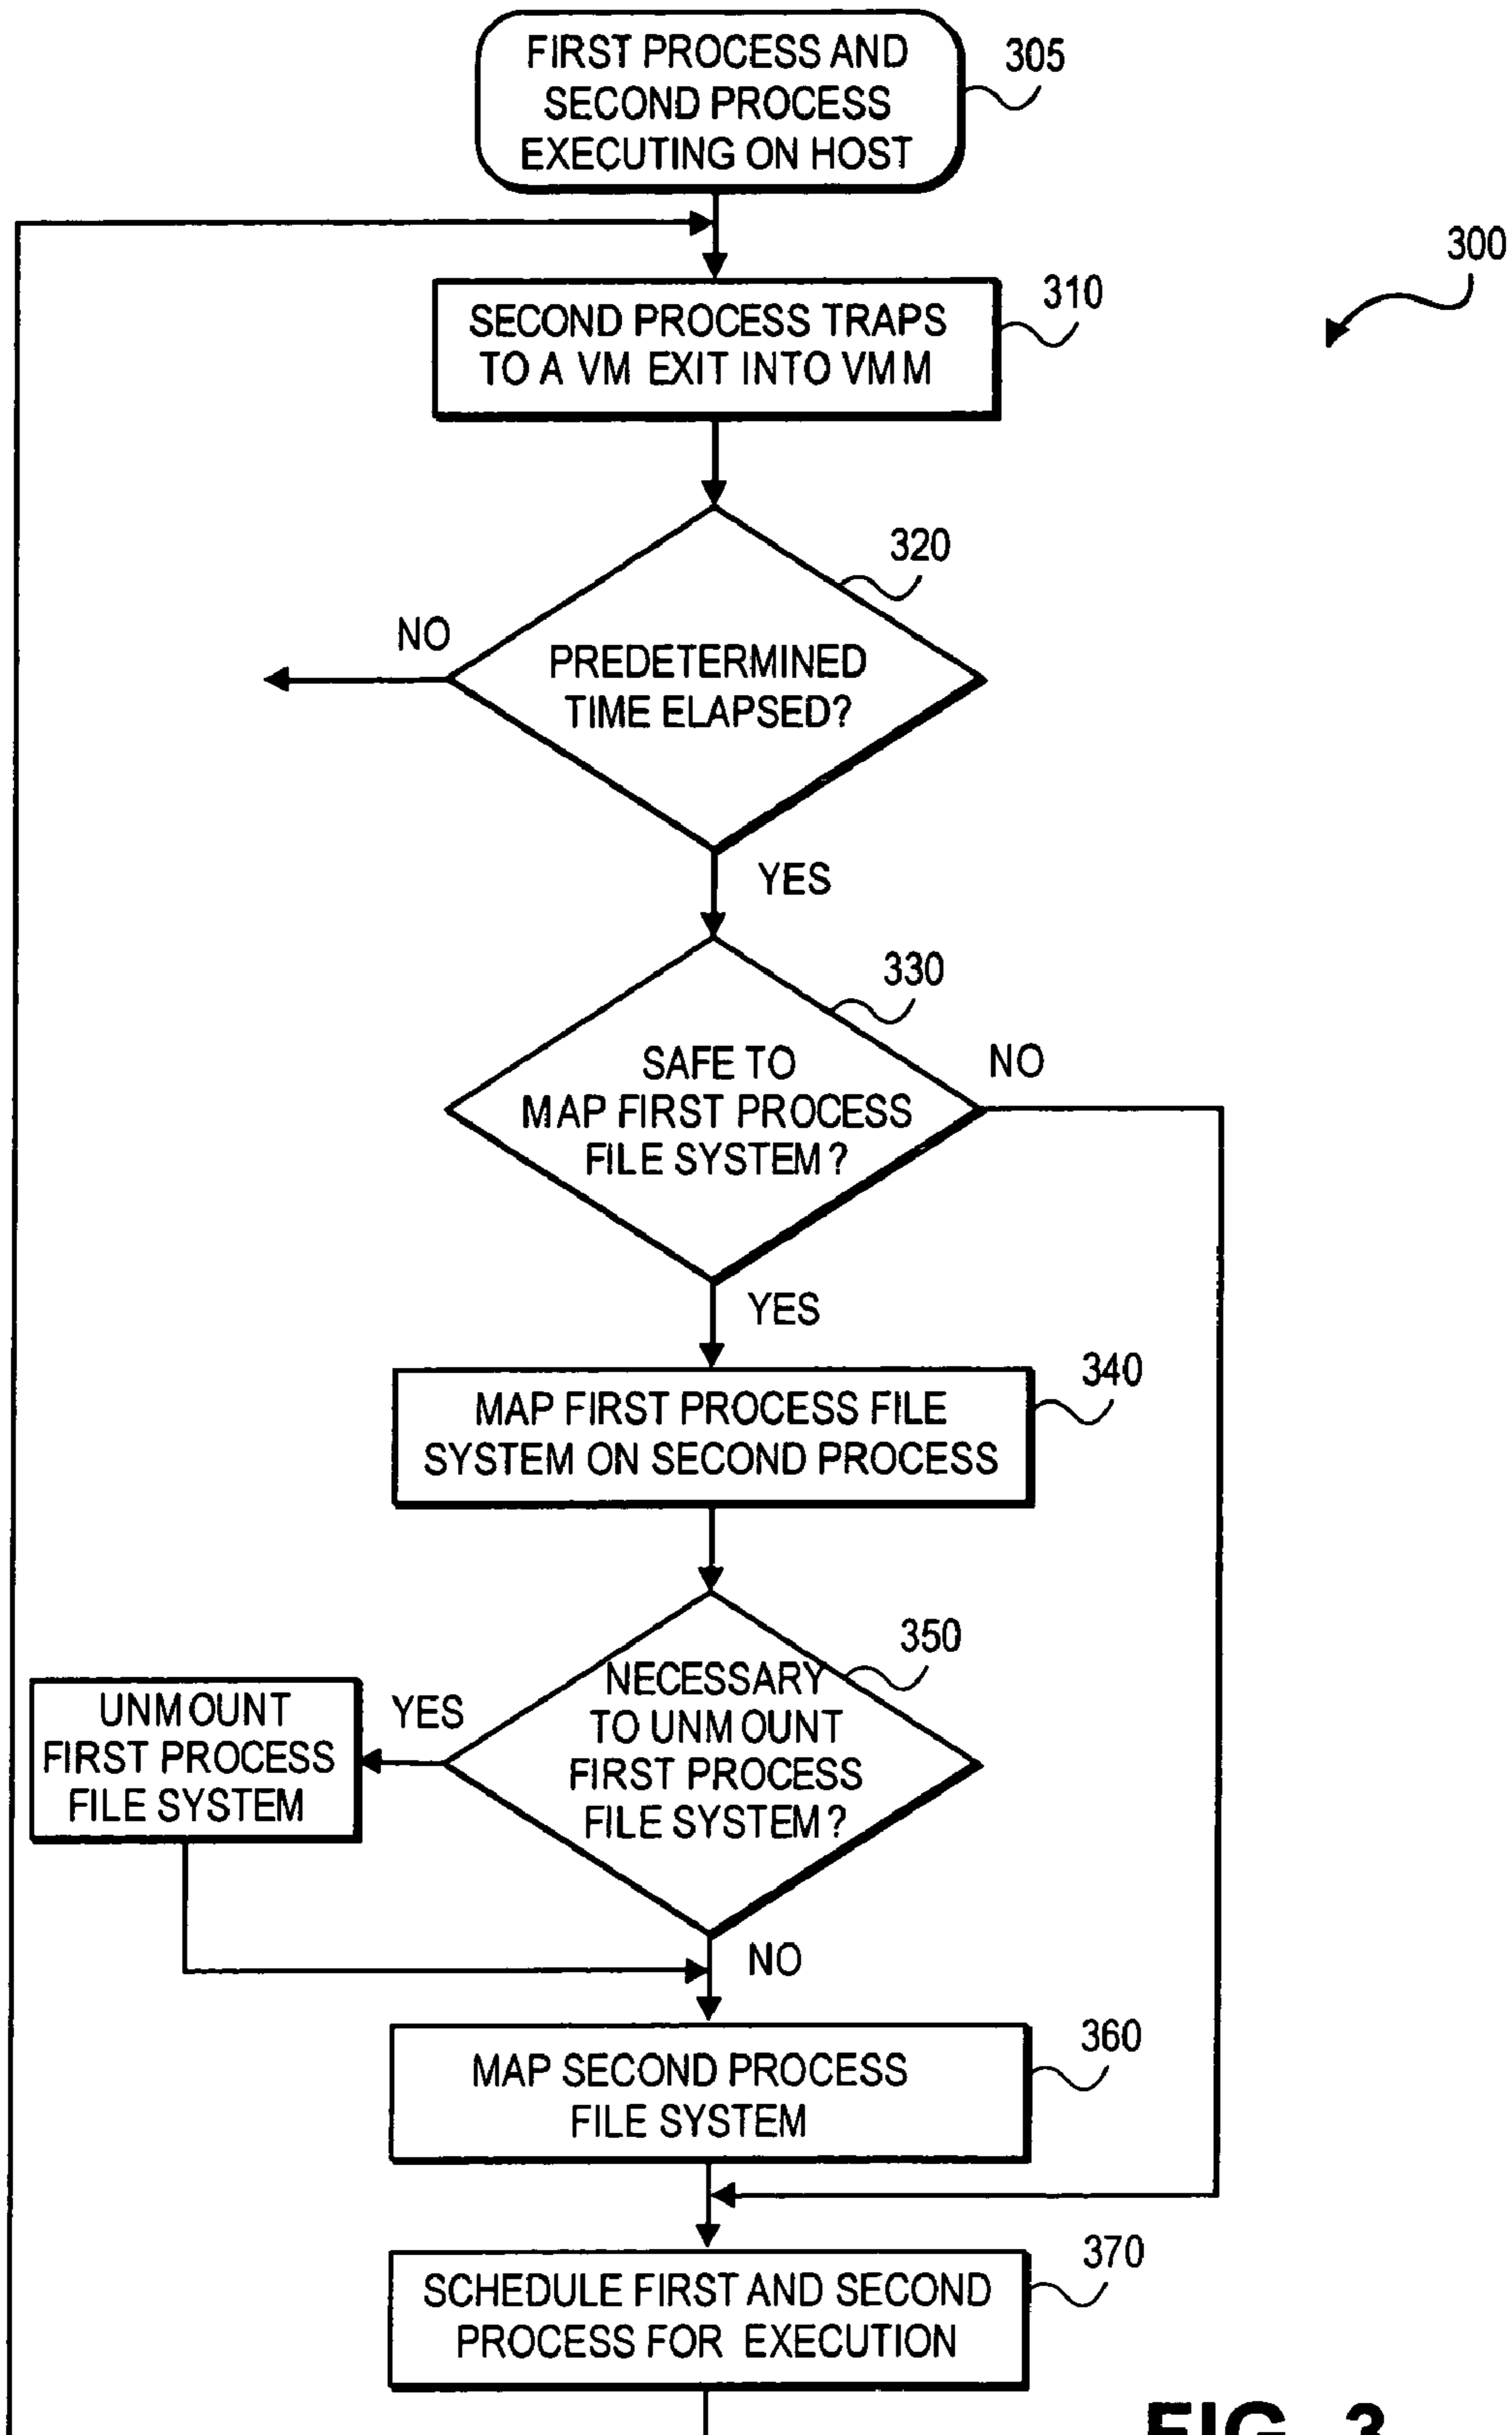 FIRST PROCESS AND
SECOND PROCESS
EXECUTING ON HOST
305
300
SECOND PROCESS TRAPS
TO A VM EXIT INTO VMM
310
320
NO
PREDETERMINED
TIME ELAPSED?
YES
330
SAFE TO
MAP FIRST PROCESS
FILE SYSTEM?
NO
YES
MAP FIRST PROCESS FILE
SYSTEM ON SECOND PROCESS
340
350
NECESSARY
TO UNMOUNT
FIRST PROCESS
FILE SYSTEM?
YES
UNMOUNT
FIRST PROCESS
FILE SYSTEM
NO
MAP SECOND PROCESS
FILE SYSTEM
360
SCHEDULE FIRST AND SECOND
PROCESS FOR EXECUTION
370
FIG. 3